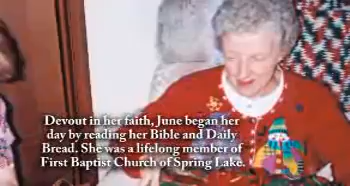 Devout in her faith, June began her
day by reading her Bible and Daily
Bread. She was a lifelong member of
First Baptist Church of Spring Lake.